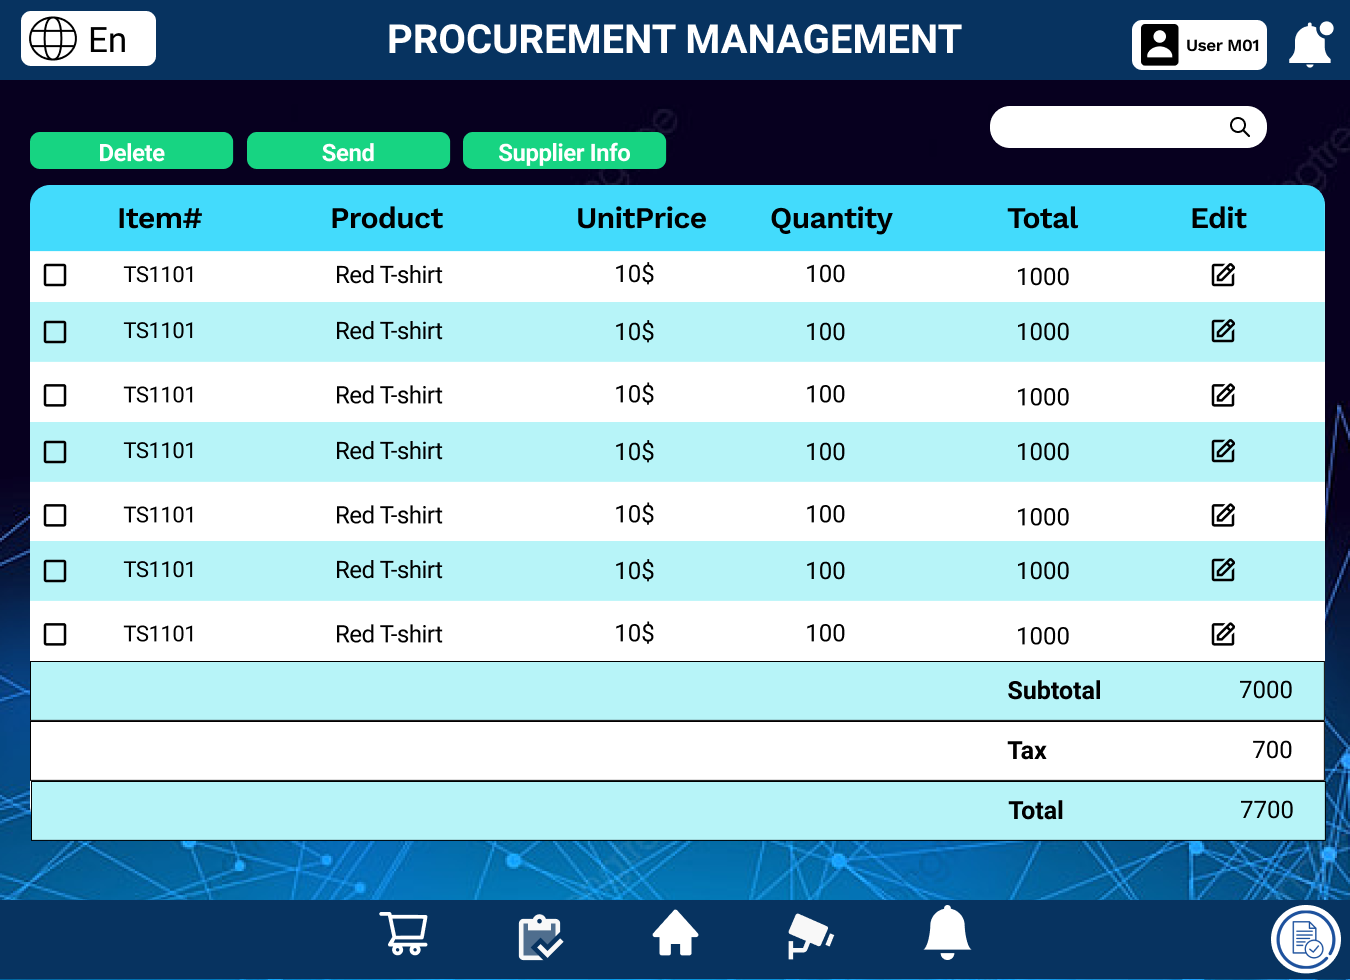 En
PROCUREMENT MANAGEMENT
User M01
Delete Send Supplier Info
Item# Product UnitPrice Quantity Total Edit
TS1101 Red T-shirt 10$ 100 1000
TS1101 Red T-shirt 10$ 100 1000
TS1101 Red T-shirt 10$ 100 1000
TS1101 Red T-shirt 10$ 100 1000
TS1101 Red T-shirt 10$ 100 1000
TS1101 Red T-shirt 10$ 100 1000
TS1101 Red T-shirt 10$ 100 1000
Subtotal 7000
Tax 700
Total 7700